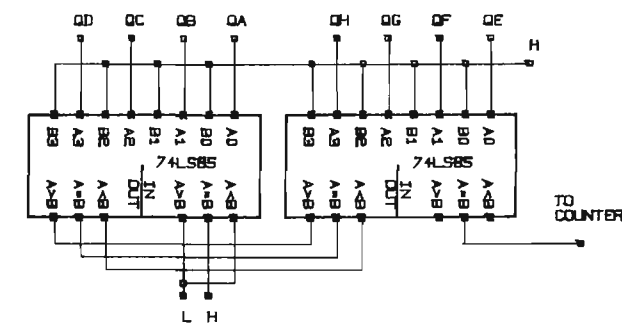 QD QC QB QA QH QG QF QE
H
B3 A3 B2 A2 B1 A1 B0 A0 B3 A3 B2 A2 B1 A1 B0 A0
74LS85 74LS85
IN IN
OUT OUT
A>B A=B A<B A>B A=B A<B A>B A=B A<B A>B A=B A<B
TO
COUNTER
L H